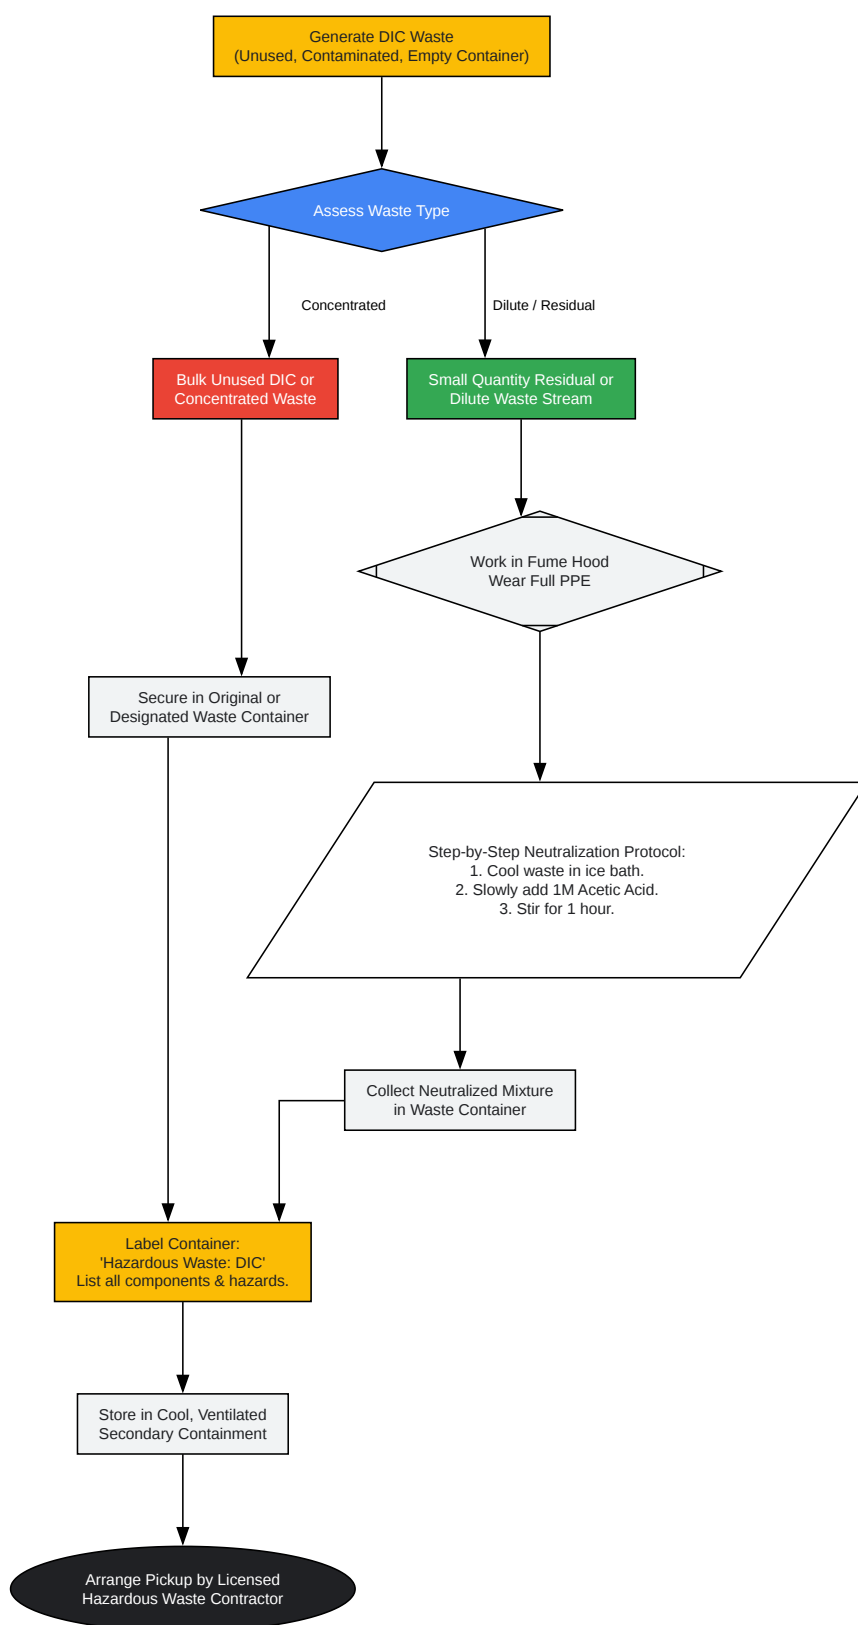 Generate DIC Waste
(Unused, Contaminated, Empty Container)
Assess Waste Type
Concentrated
Dilute / Residual
Bulk Unused DIC or
Concentrated Waste
Small Quantity Residual or
Dilute Waste Stream
Work in Fume Hood
Wear Full PPE
Secure in Original or
Designated Waste Container
Step-by-Step Neutralization Protocol:
1. Cool waste in ice bath.
2. Slowly add 1M Acetic Acid.
3. Stir for 1 hour.
Collect Neutralized Mixture
in Waste Container
Label Container:
'Hazardous Waste: DIC'
List all components & hazards.
Store in Cool, Ventilated
Secondary Containment
Arrange Pickup by Licensed
Hazardous Waste Contractor